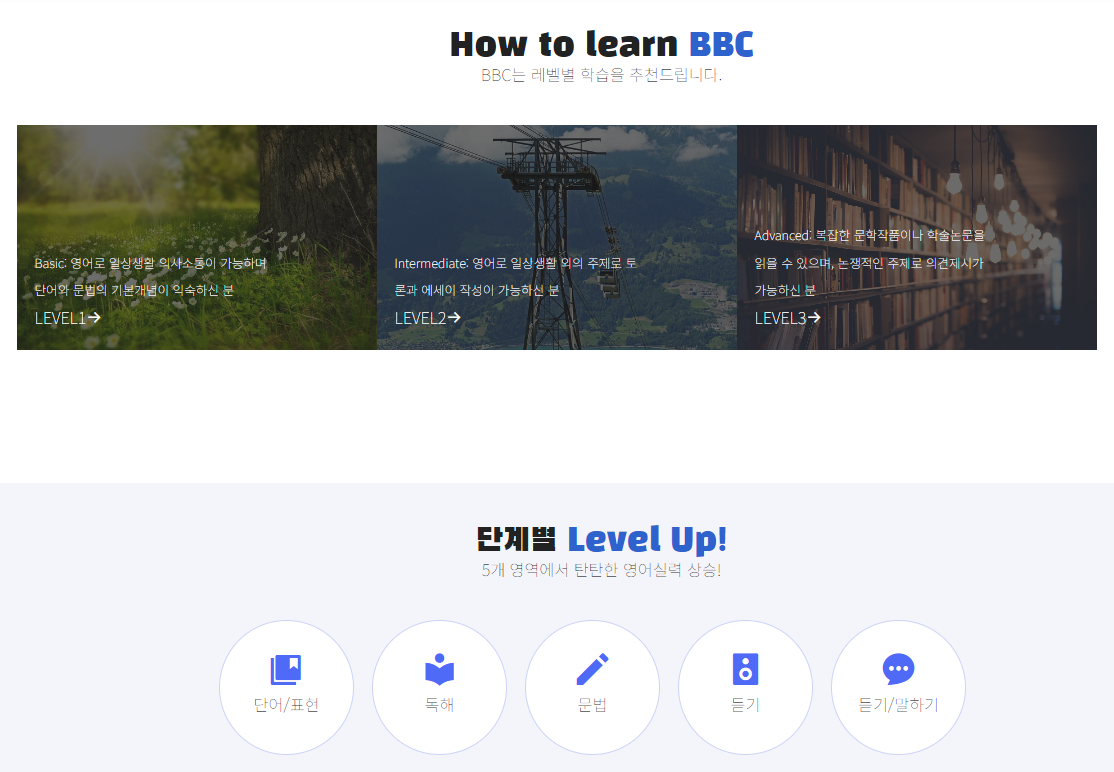 How to learn BBC
BBC는 레벨별 학습을 추천드립니다.
Basic: 영어로 일상생활 의사소통이 가능하며
단어와 문법의 기본개념이 익숙하신 분
LEVEL1→
Intermediate: 영어로 일상생활 외의 주제로 토
론과 에세이 작성이 가능하신 분
LEVEL2→
Advanced: 복잡한 문학작품이나 학술논문을
읽을 수 있으며, 논쟁적인 주제로 의견제시가
가능하신 분
LEVEL3→
단계별 Level Up!
5개 영역에서 탄탄한 영어실력 상승!
단어/표현
독해
문법
듣기
듣기/말하기